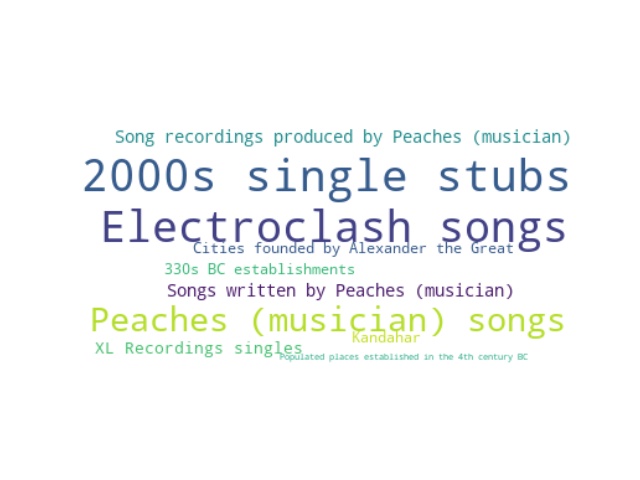 Song recordings produced by Peaches (musician)
2000s single stubs
Electroclash songs
Cities founded by Alexander the Great
330s BC establishments
Songs written by Peaches (musician)
Peaches (musician) songs
Kandahar
XL Recordings singles
Populated places established in the 4th century BC